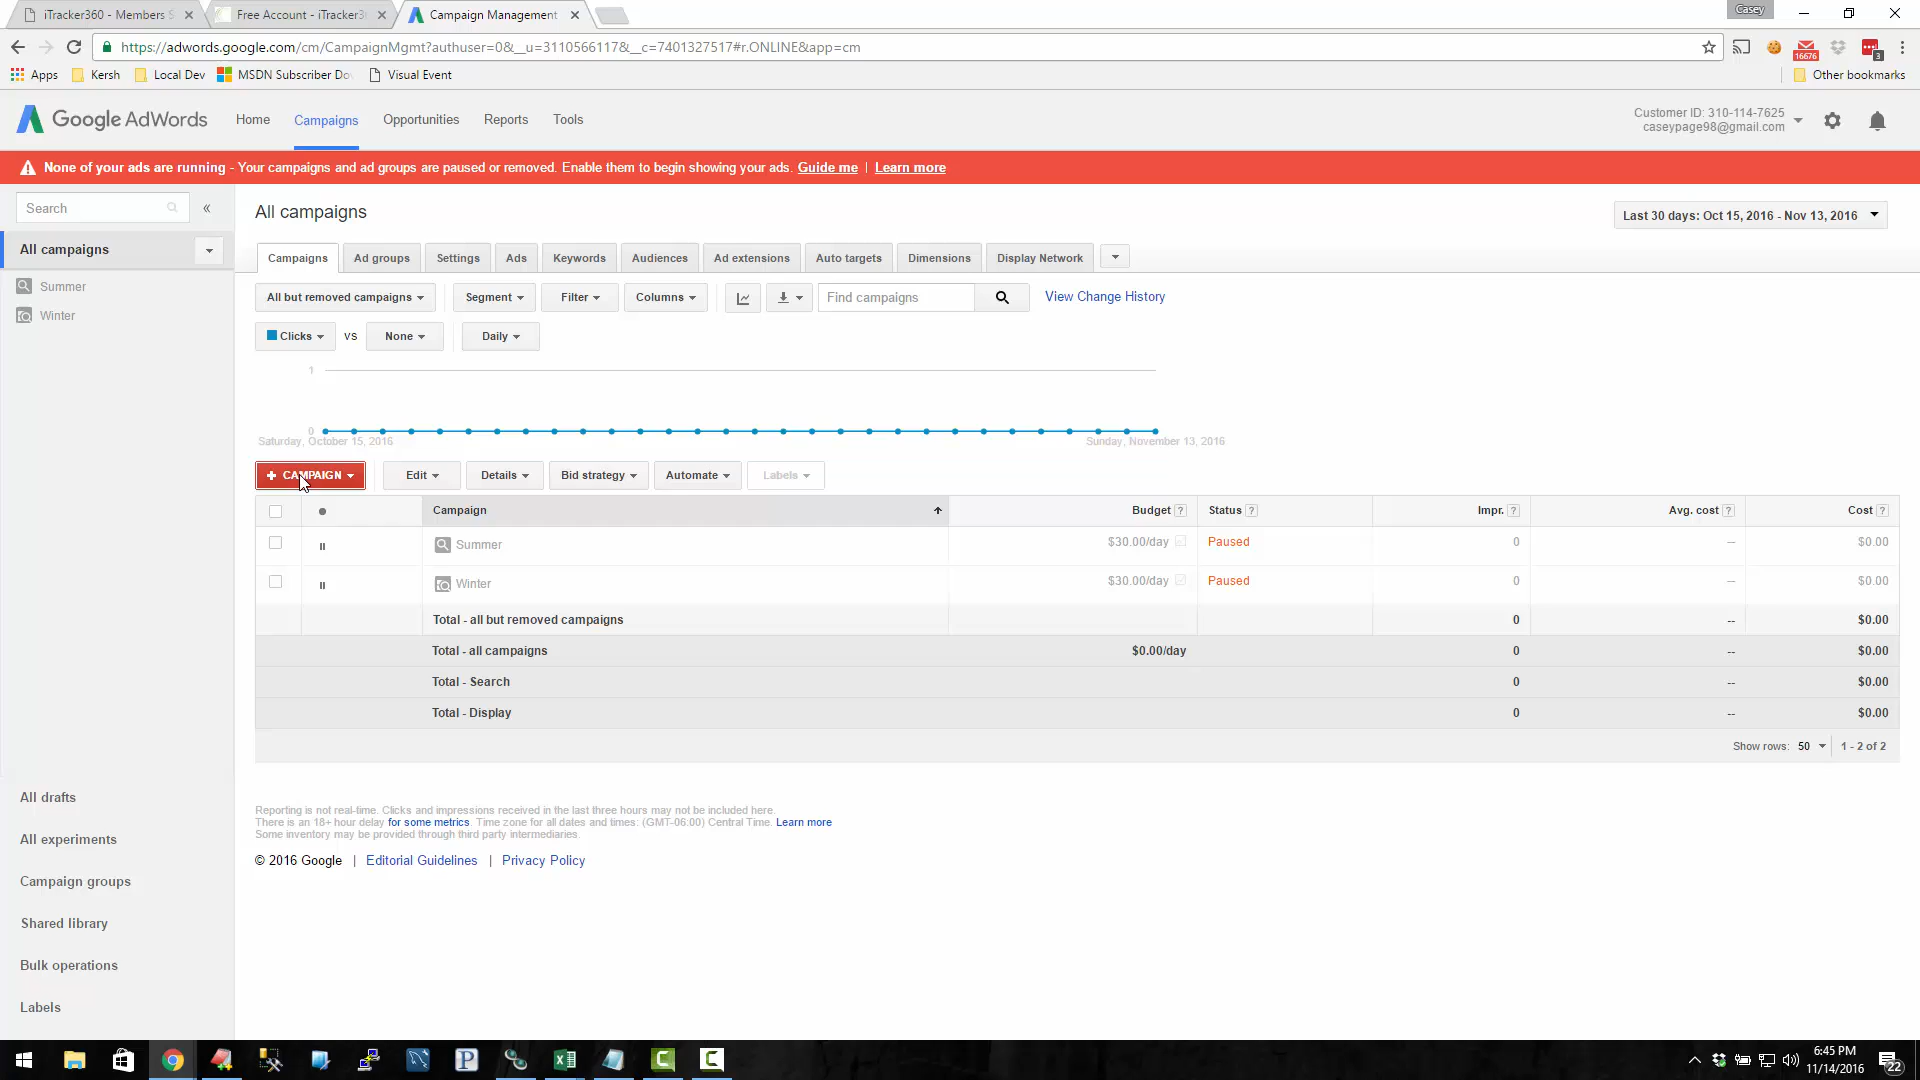 iTracker360 - Members S
Free Account - iTracker3
Campaign Management
Casey
https://adwords.google.com/cm/CampaignMgmt?authuser=0&__u=3110566117&__c=7401327517#r.ONLINE&app=cm
16676
3
Apps
Kersh
Local Dev
MSDN Subscriber Do
Visual Event
Other bookmarks
Google AdWords
Home
Campaigns
Opportunities
Reports
Tools
Customer ID: 310-114-7625
caseypage98@gmail.com
None of your ads are running - Your campaigns and ad groups are paused or removed. Enable them to begin showing your ads. Guide me | Learn more
Search
«
All campaigns
Summer
Winter
All campaigns
Last 30 days: Oct 15, 2016 - Nov 13, 2016
Campaigns
Ad groups
Settings
Ads
Keywords
Audiences
Ad extensions
Auto targets
Dimensions
Display Network
All but removed campaigns
Segment
Filter
Columns
Find campaigns
View Change History
Clicks
VS
None
Daily
1
0
Saturday, October 15, 2016
Sunday, November 13, 2016
+ CAMPAIGN
Edit
Details
Bid strategy
Automate
Labels
Campaign
Budget ?
Status ?
Impr. ?
Avg. cost ?
Cost ?
Summer
$30.00/day
Paused
0
--
$0.00
Winter
$30.00/day
Paused
0
--
$0.00
Total - all but removed campaigns
0
--
$0.00
Total - all campaigns
$0.00/day
0
--
$0.00
Total - Search
0
--
$0.00
Total - Display
0
--
$0.00
Show rows: 50
1 - 2 of 2
All drafts
All experiments
Campaign groups
Shared library
Bulk operations
Labels
Reporting is not real-time. Clicks and impressions received in the last three hours may not be included here.
There is an 18+ hour delay for some metrics. Time zone for all dates and times: (GMT-06:00) Central Time. Learn more
Some inventory may be provided through third party intermediaries.
© 2016 Google | Editorial Guidelines | Privacy Policy
6:45 PM
11/14/2016
22